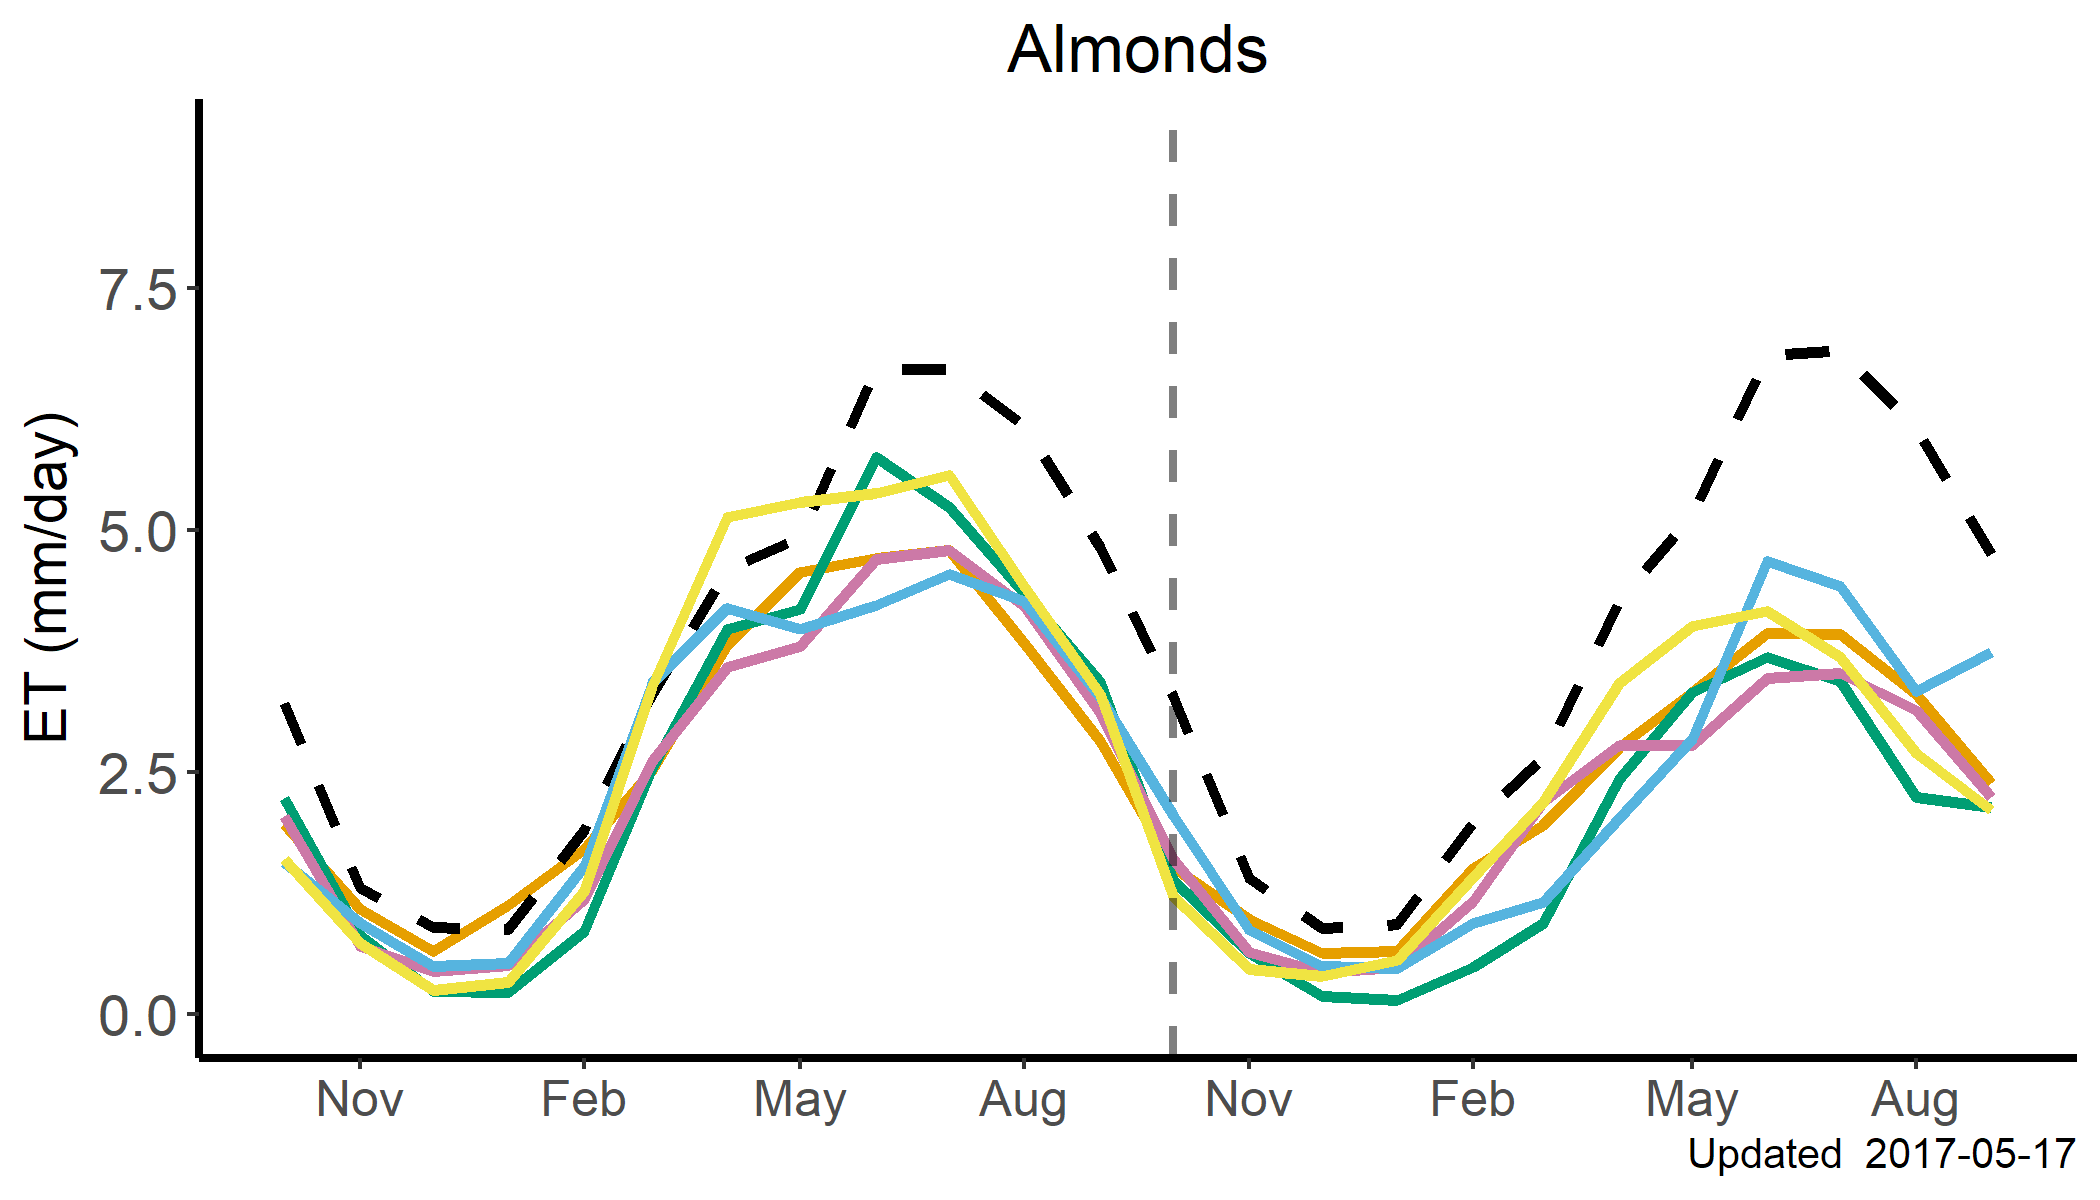 Almonds
ET (mm/day)
7.5
5.0
2.5
0.0
Nov Feb May Aug Nov Feb May Aug
Updated  2017-05-17